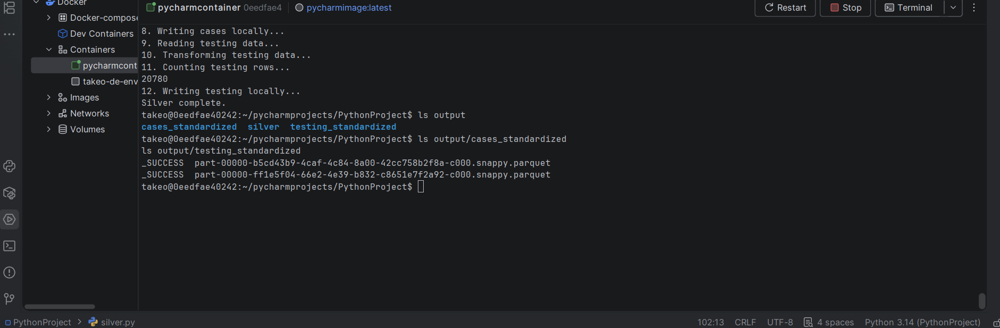 Docker
Docker-compose
Dev Containers
Containers
pycharmcont
takeo-de-env
Images
Networks
Volumes
pycharmcontainer 0eedfae4 pycharmimage:latest
Restart Stop Terminal
8. Writing cases locally...
9. Reading testing data...
10. Transforming testing data...
11. Counting testing rows...
20780
12. Writing testing locally...
Silver complete.
takeo@0eedfae40242:~/pycharmprojects/PythonProject$ ls output
cases_standardized silver testing_standardized
takeo@0eedfae40242:~/pycharmprojects/PythonProject$ ls output/cases_standardized
ls output/testing_standardized
_SUCCESS part-00000-b5cd43b9-4caf-4c84-8a00-42cc758b2f8a-c000.snappy.parquet
_SUCCESS part-00000-ff1e5f04-66e2-4e39-b832-c8651e7f2a92-c000.snappy.parquet
takeo@0eedfae40242:~/pycharmprojects/PythonProject$
PythonProject > silver.py
102:13 CRLF UTF-8 4 spaces Python 3.14 (PythonProject)